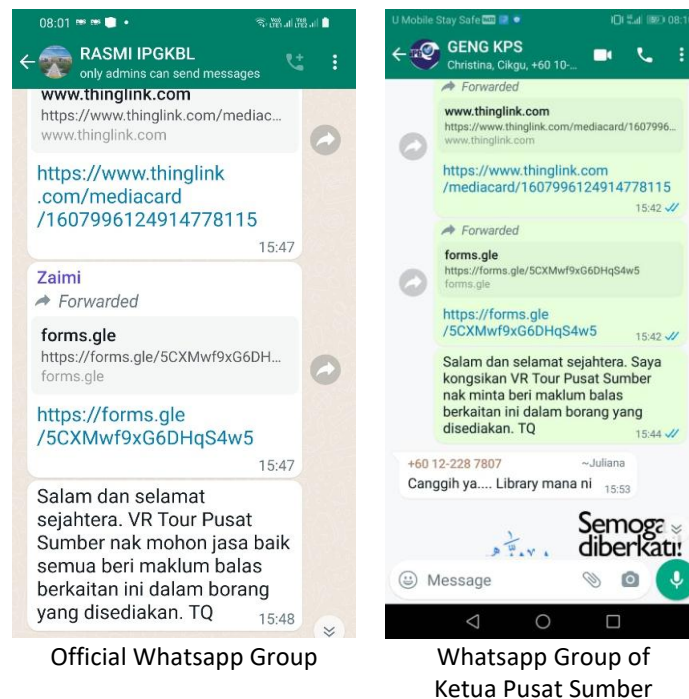 08:01
RASMI IPGKBL
only admins can send messages
www.thinglink.com
https://www.thinglink.com/mediac...
www.thinglink.com
https://www.thinglink
.com/mediacard
/1607996124914778115
15:47
Zaimi
Forwarded
forms.gle
https://forms.gle/5CXMwf9xG6DH...
forms.gle
https://forms.gle
/5CXMwf9xG6DHqS4w5
15:47
Salam dan selamat
sejahtera. VR Tour Pusat
Sumber nak mohon jasa baik
semua beri maklum balas
berkaitan ini dalam borang
yang disediakan. TQ
15:48
Official Whatsapp Group
U Mobile Stay Safe
08:10
GENG KPS
Christina, Cikgu, +60 10-...
Forwarded
www.thinglink.com
https://www.thinglink.com/mediacard/1607996...
www.thinglink.com
https://www.thinglink.com
/mediacard/1607996124914778115
15:42
Forwarded
forms.gle
https://forms.gle/5CXMwf9xG6DHqS4w5
forms.gle
https://forms.gle
/5CXMwf9xG6DHqS4w5
15:42
Salam dan selamat sejahtera. Saya
kongsikan VR Tour Pusat Sumber
nak minta beri maklum balas
berkaitan ini dalam borang yang
disediakan. TQ
15:44
+60 12-228 7807 ~Juliana
Canggih ya.... Library mana ni 15:53
Semoga
diberkati!
Message
Whatsapp Group of
Ketua Pusat Sumber